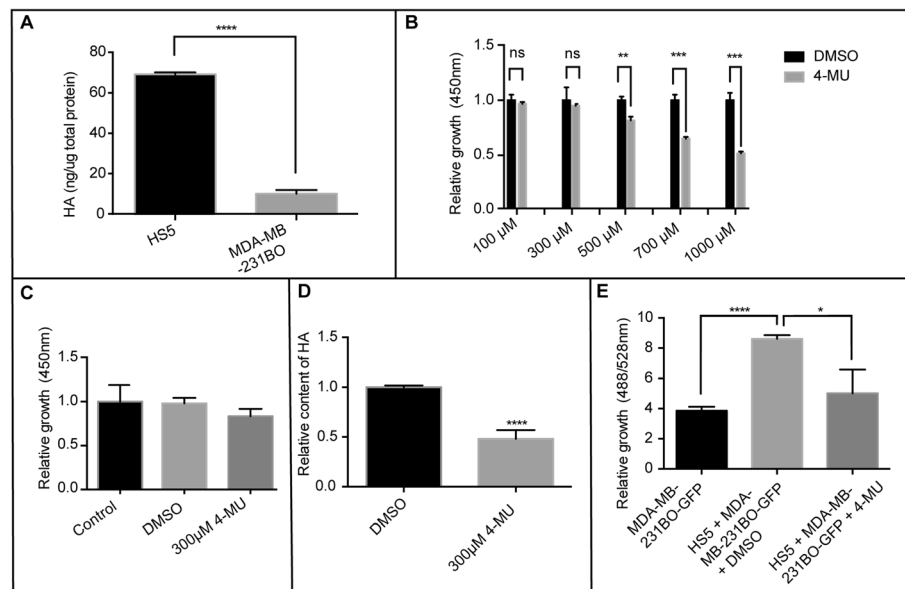 A
****
HA (ng/ug total protein)
80
60
40
20
0
HS5
MDA-MB
-231BO
B
Relative growth (450nm)
1.5
1.0
0.5
0.0
ns
ns
**
***
***
100 µM
300 µM
500 µM
700 µM
1000 µM
DMSO
4-MU
C
Relative growth (450nm)
1.5
1.0
0.5
0.0
Control
DMSO
300µM 4-MU
D
Relative content of HA
1.5
1.0
0.5
0.0
****
DMSO
300µM 4-MU
E
Relative growth (488/528nm)
10
8
6
4
2
0
****
*
MDA-MB-
231BO-GFP
HS5 + MDA-
MB-231BO-GFP
+ DMSO
HS5 + MDA-MB-
231BO-GFP + 4-MU